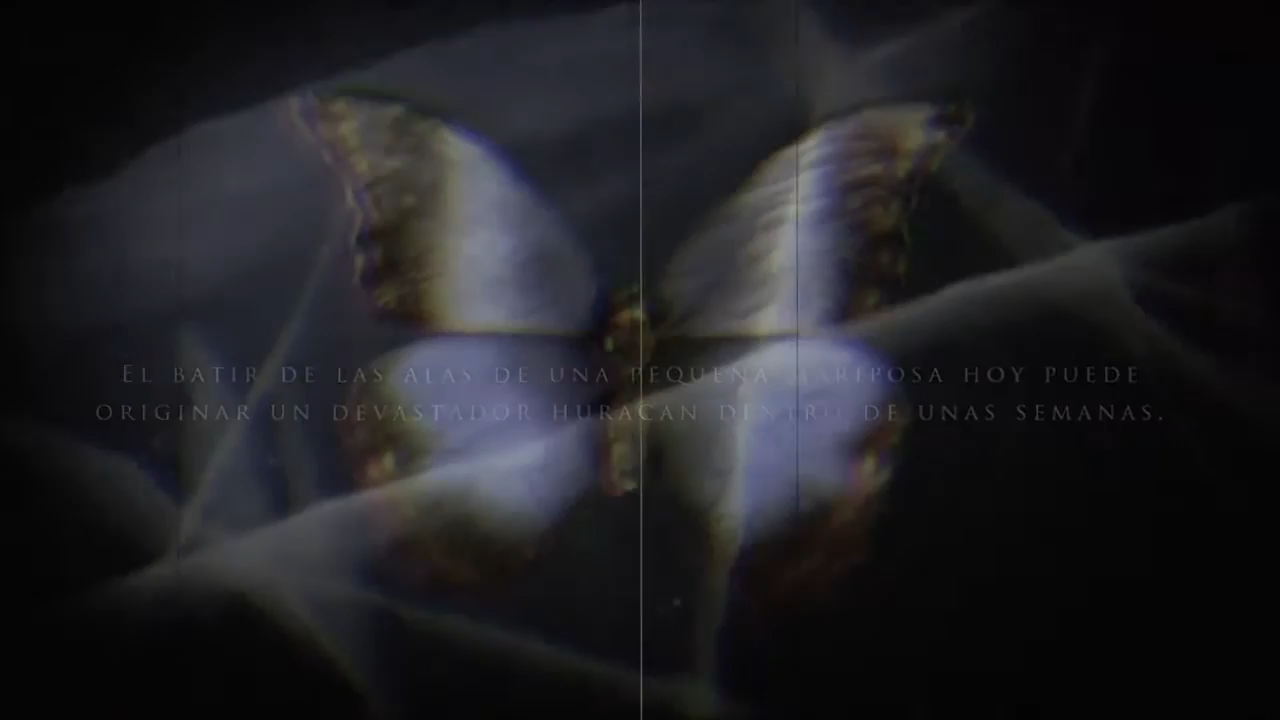 El batir de las alas de una pequeña mariposa hoy puede
originar un devastador huracán dentro de unas semanas.